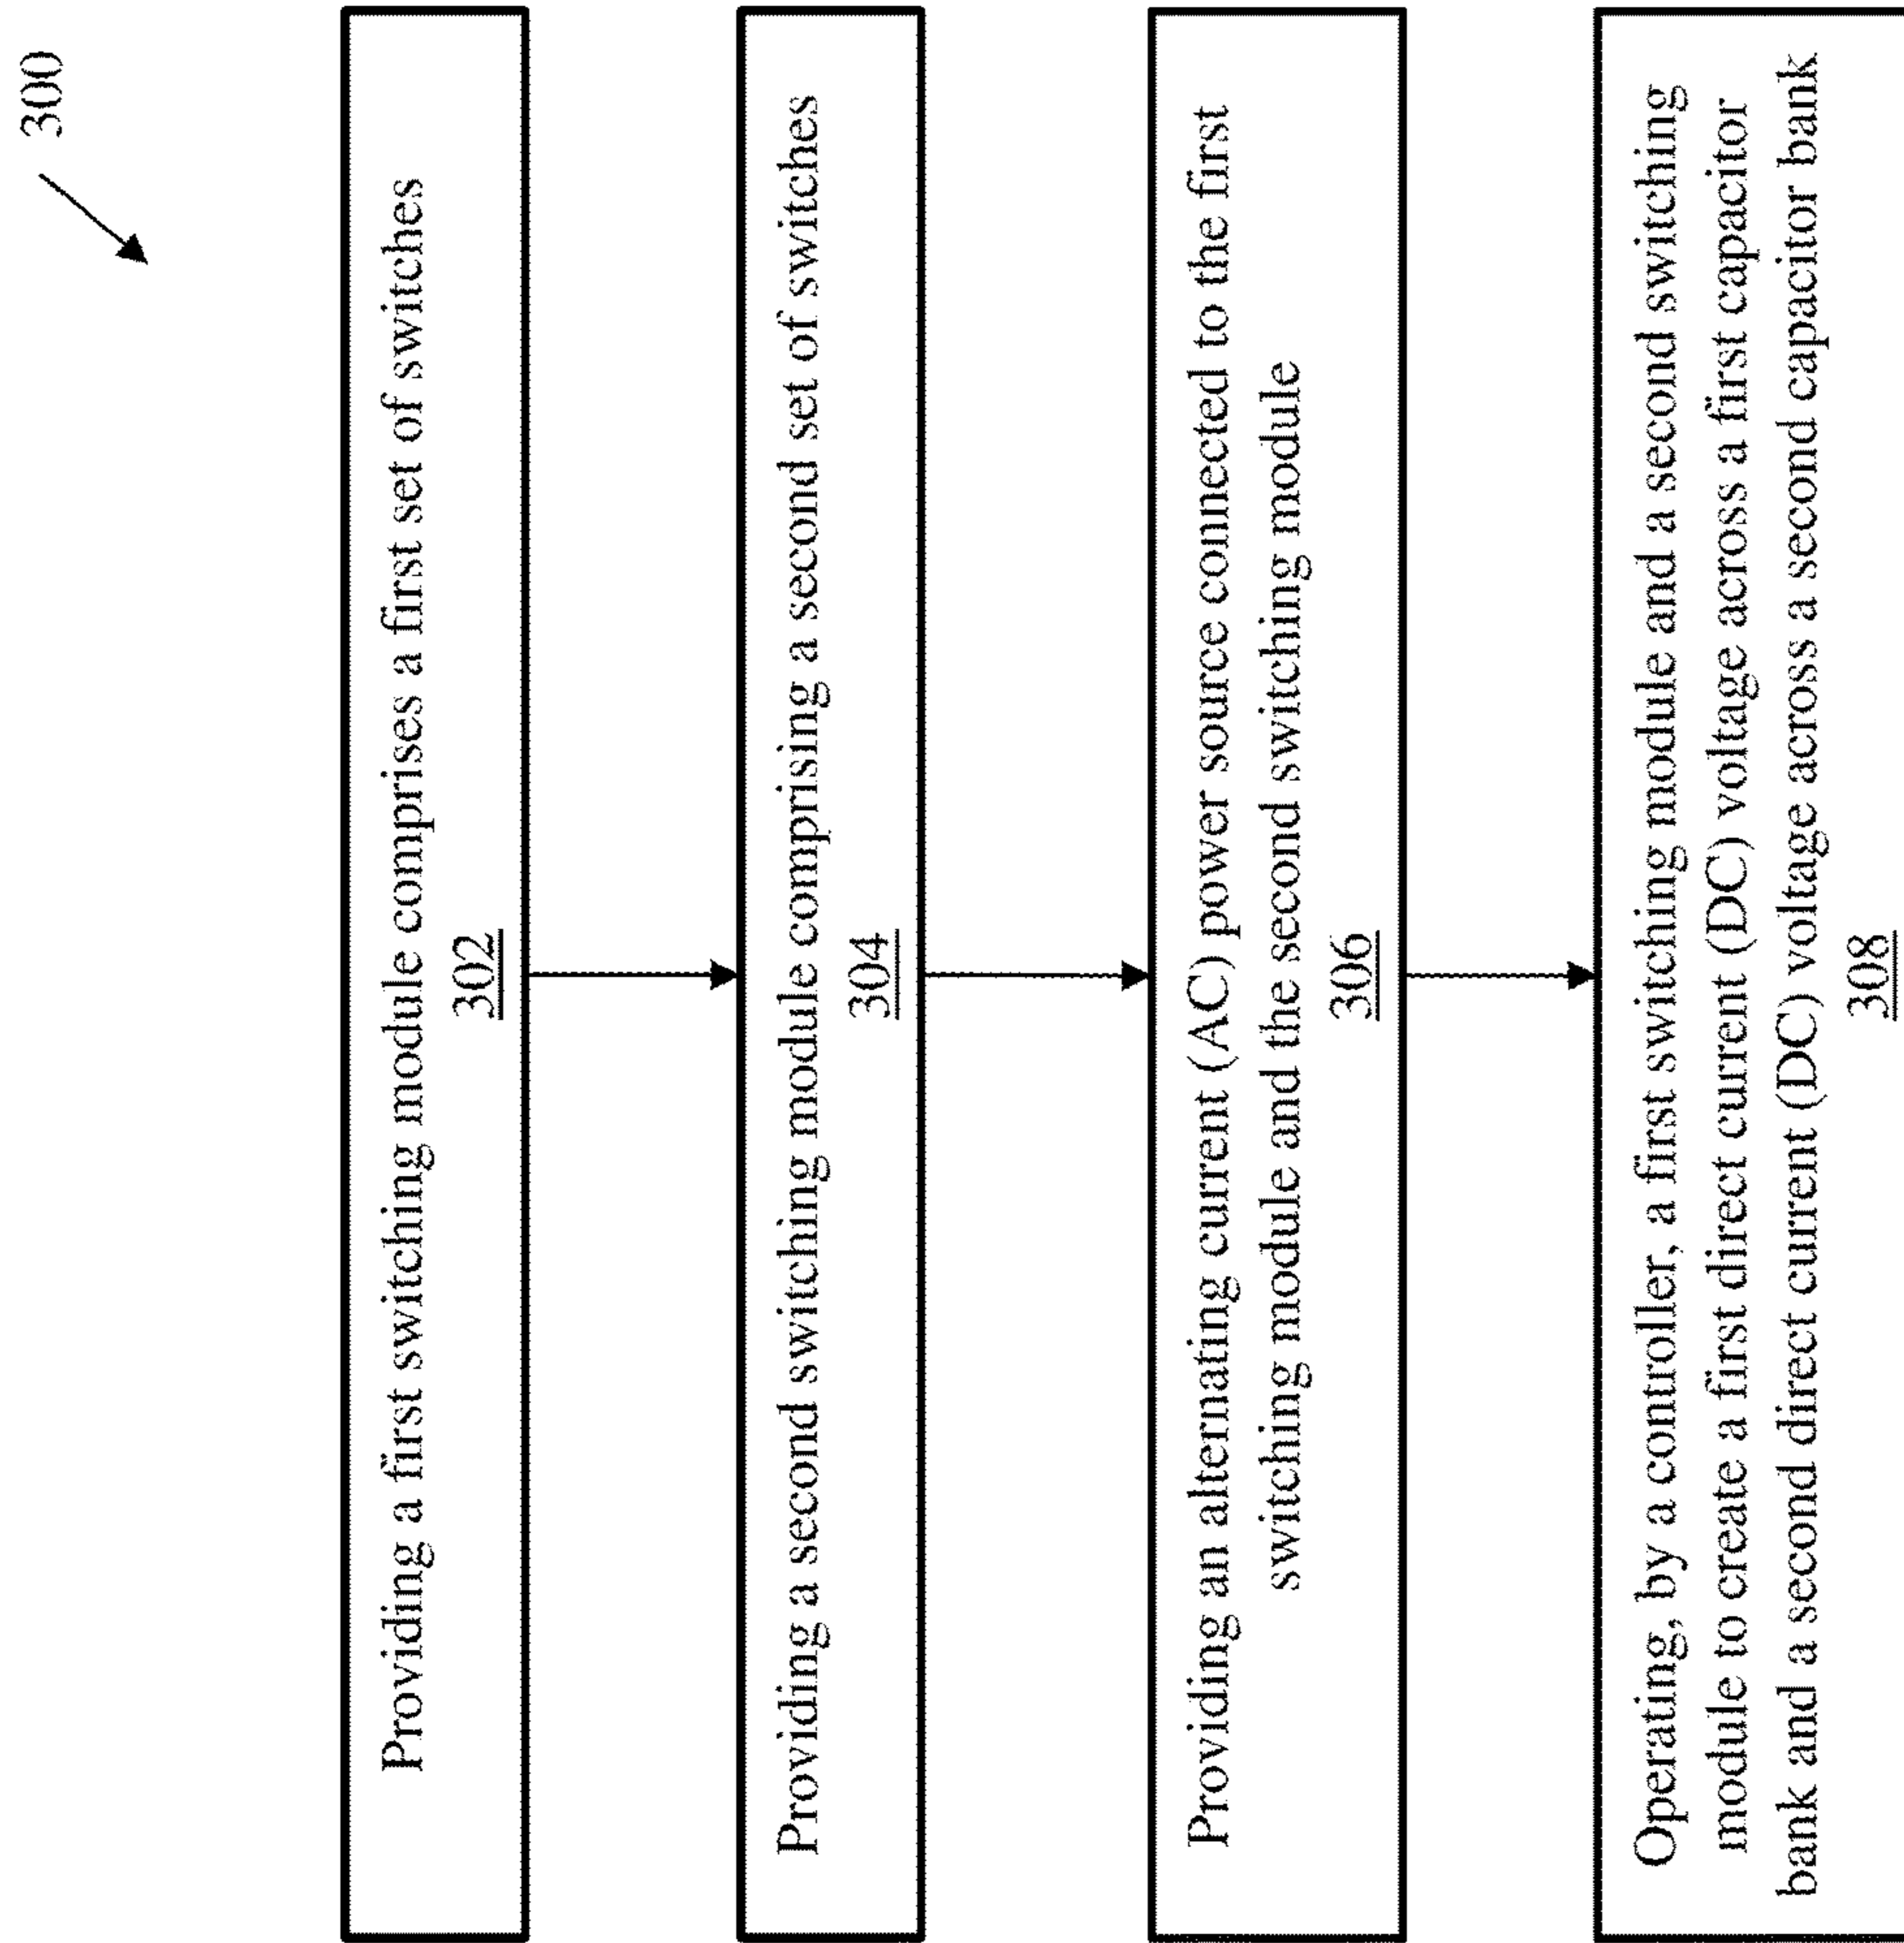 300
Providing a first switching module comprises a first set of switches
302
Providing a second switching module comprising a second set of switches
304
Providing an alternating current (AC) power source connected to the first
switching module and the second switching module
306
Operating, by a controller, a first switching module and a second switching
module to create a first direct current (DC) voltage across a first capacitor
bank and a second direct current (DC) voltage across a second capacitor bank
308